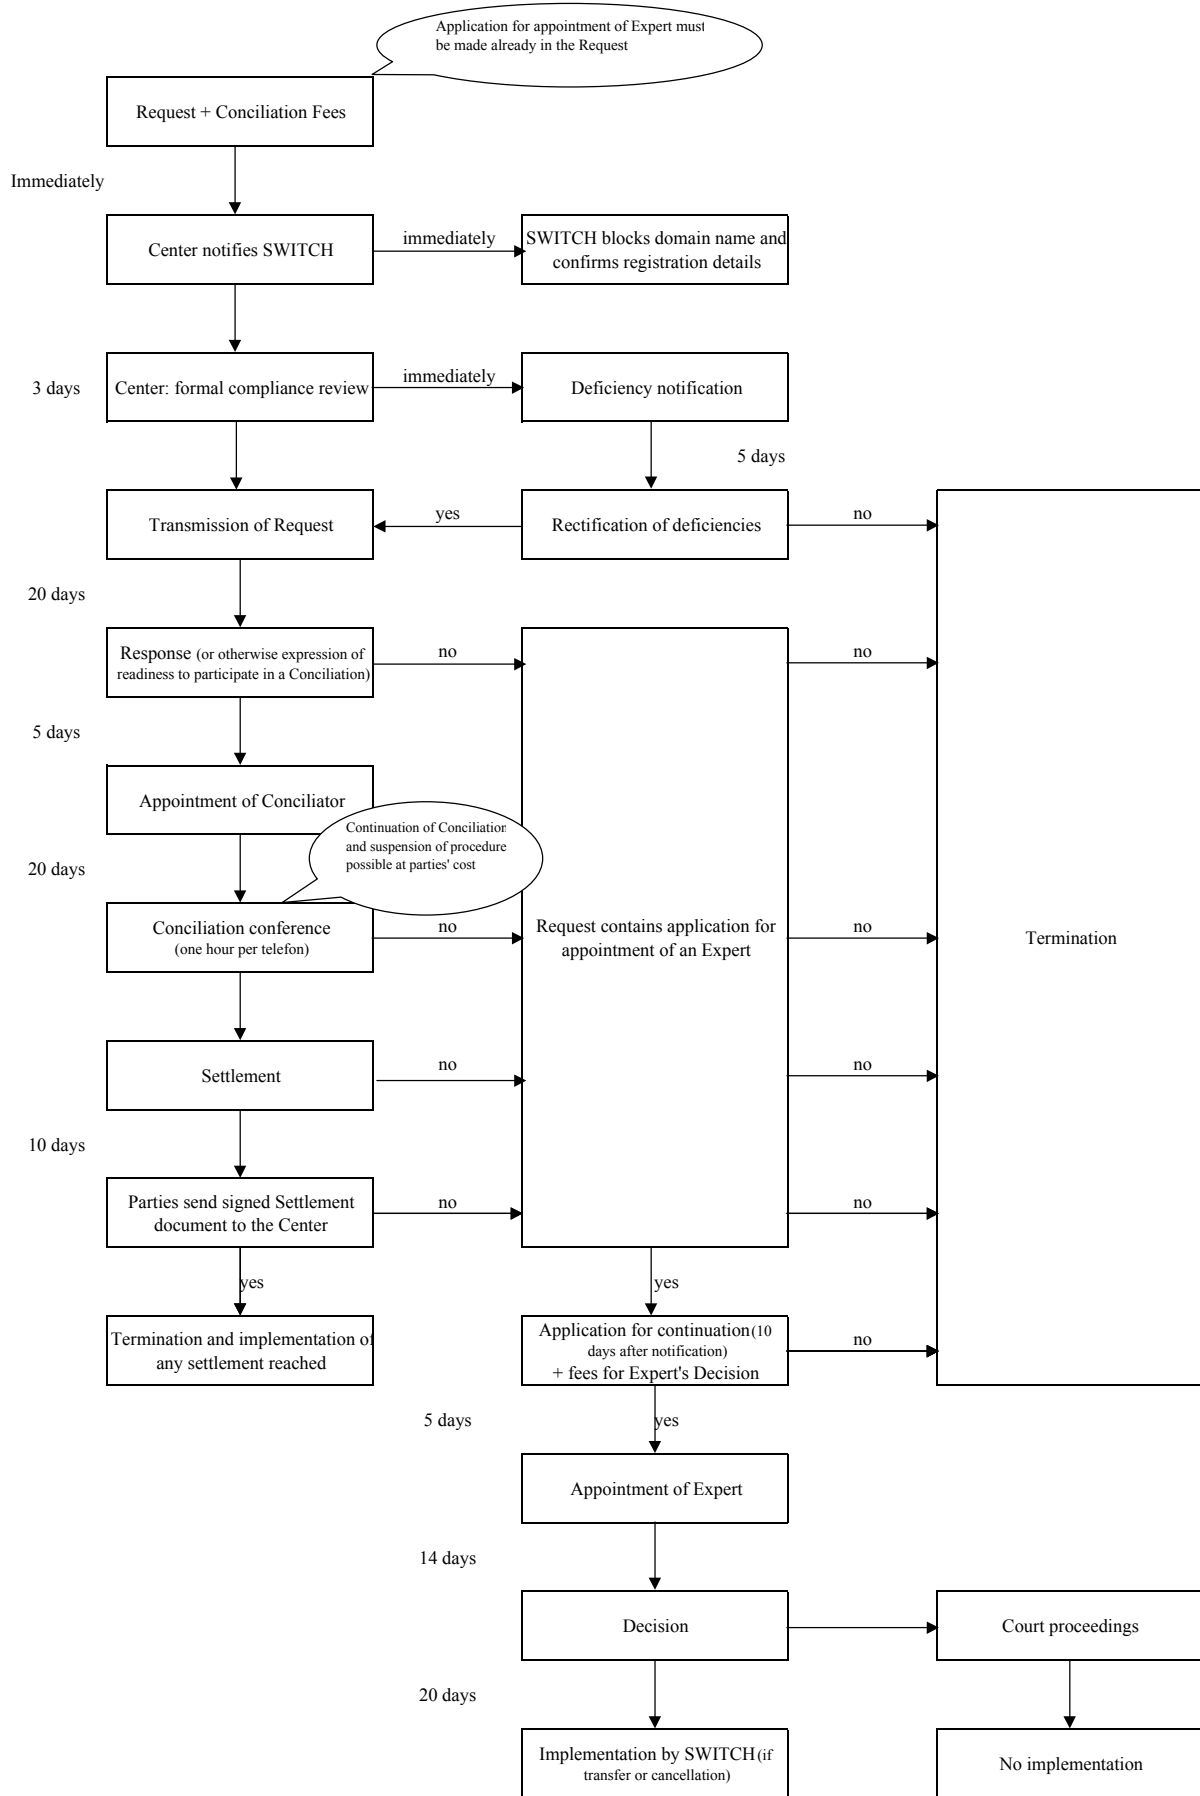 Application for appointment of Expert must
be made already in the Request
Request + Conciliation Fees
Immediately
Center notifies SWITCH
immediately
SWITCH blocks domain name and
confirms registration details
3 days
Center: formal compliance review
immediately
Deficiency notification
5 days
Transmission of Request
yes
Rectification of deficiencies
no
20 days
Response (or otherwise expression of
readiness to participate in a Conciliation)
no
no
5 days
Appointment of Conciliator
Continuation of Conciliation
and suspension of procedure
possible at parties' cost
20 days
Conciliation conference
(one hour per telefon)
no
Request contains application for
appointment of an Expert
no
Termination
Settlement
no
no
10 days
Parties send signed Settlement
document to the Center
no
no
yes
yes
Termination and implementation of
any settlement reached
Application for continuation (10
days after notification)
+ fees for Expert's Decision
no
5 days
yes
Appointment of Expert
14 days
Decision
Court proceedings
20 days
Implementation by SWITCH (if
transfer or cancellation)
No implementation